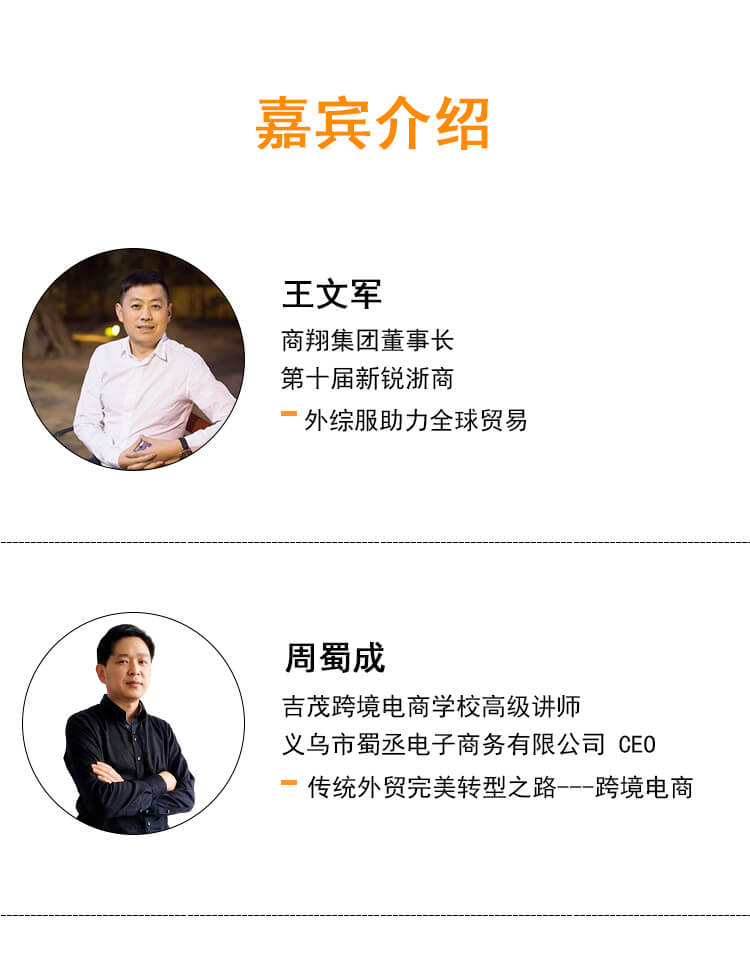 嘉宾介绍
王文军
商翔集团董事长
第十届新锐浙商
外综服助力全球贸易
周蜀成
吉茂跨境电商学校高级讲师
义乌市蜀丞电子商务有限公司 CEO
传统外贸完美转型之路---跨境电商